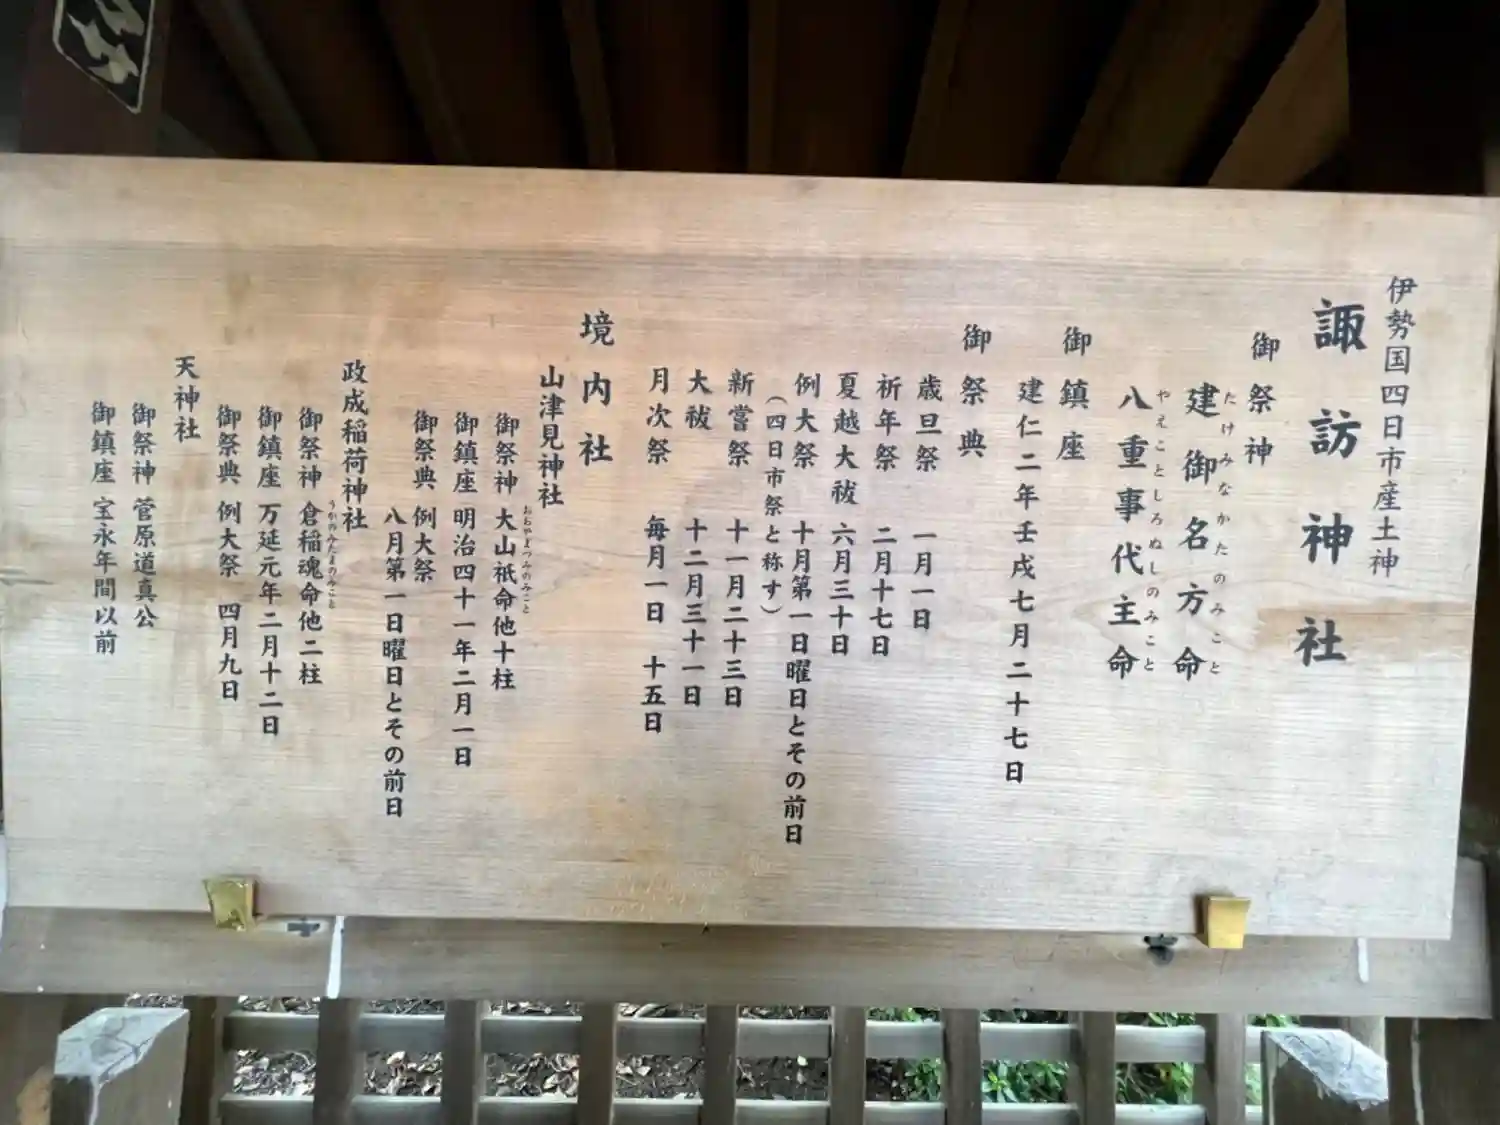 伊勢国四日市産土神
諏訪神社
御祭神
建御名方命
たけみなかたのみこと
八重事代主命
やえことしろぬしのみこと
御鎮座
建仁二年壬戌七月二十七日
御祭典
歳旦祭 一月一日
祈年祭 二月十七日
夏越大祓 六月三十日
例大祭 十月第一日曜日とその前日
(四日市祭と称す)
新嘗祭 十一月二十三日
大祓 十二月三十一日
月次祭 毎月一日 十五日
境内社
山津見神社
御祭神 大山祇命他十柱
おおやまつみのみこと
御鎮座 明治四十一年二月一日
御祭典 例大祭
八月第一日曜日とその前日
政成稲荷神社
御祭神 倉稲魂命他二柱
うかのみたまのみこと
御鎮座 万延元年二月十二日
御祭典 例大祭 四月九日
天神社
御祭神 菅原道真公
御鎮座 宝永年間以前